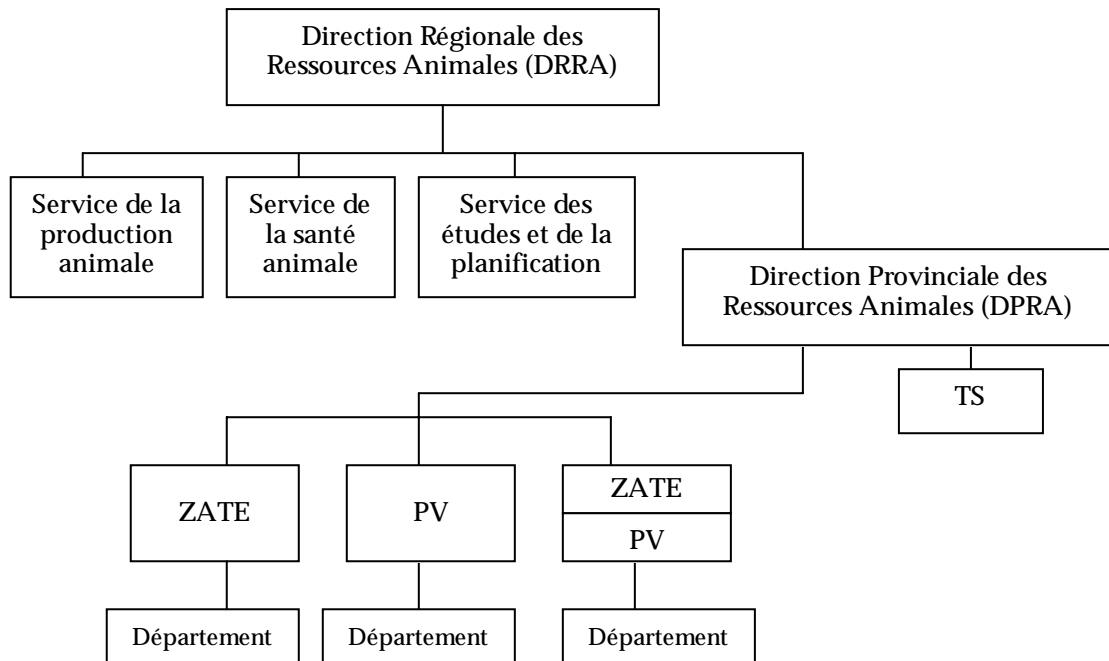 Direction Régionale des
Ressources Animales (DRRA)
Service de la
production
animale
Service de
la santé
animale
Service des
études et de la
planification
Direction Provinciale des
Ressources Animales (DPRA)
TS
ZATE
PV
ZATE
PV
Département
Département
Département